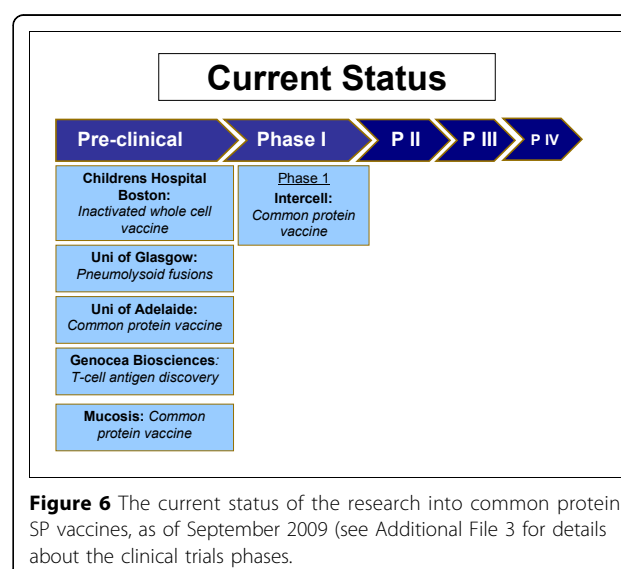 Current Status
Pre-clinical
Phase I
P II
P III
P IV
Childrens Hospital
Boston:
Inactivated whole cell
vaccine
Uni of Glasgow:
Pneumolysoid fusions
Uni of Adelaide:
Common protein vaccine
Genocea Biosciences:
T-cell antigen discovery
Mucosis: Common
protein vaccine
Phase 1
Intercell:
Common protein
vaccine
Figure 6 The current status of the research into common protein
SP vaccines, as of September 2009 (see Additional File 3 for details
about the clinical trials phases.